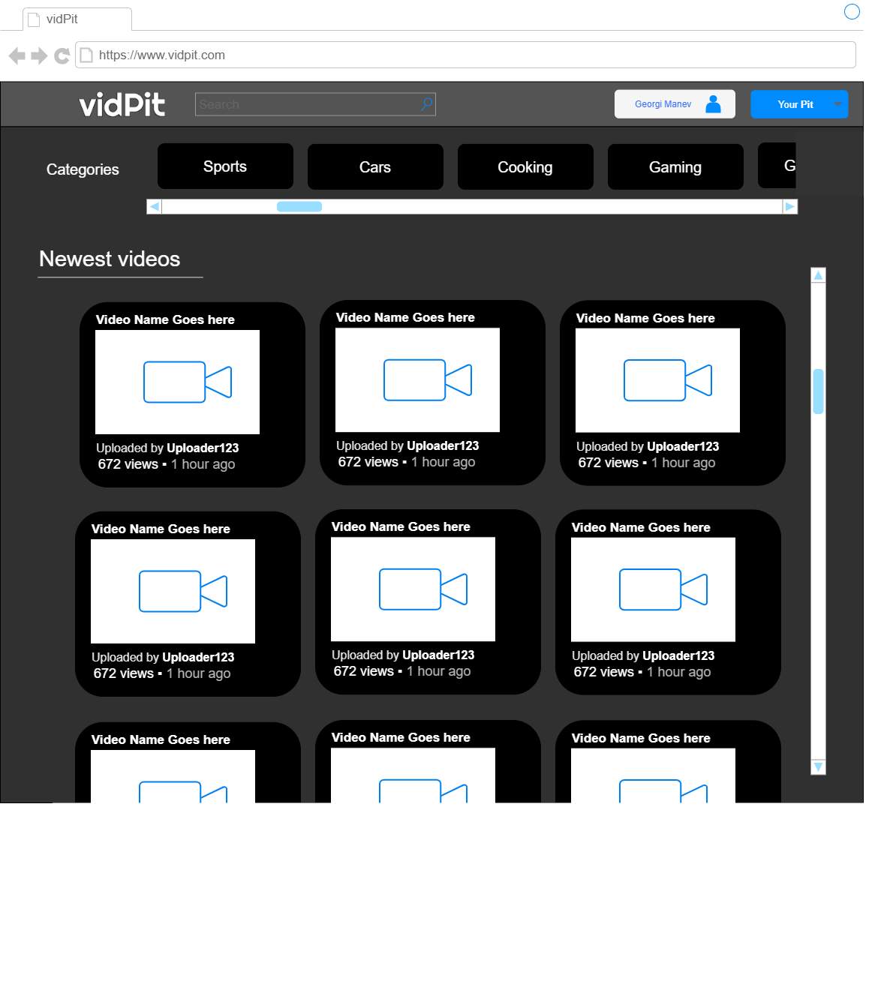 vidPit
https://www.vidpit.com
vidPit
Search
Georgi Manev
Your Pit
Categories
Sports
Cars
Cooking
Gaming
G
Newest videos
Video Name Goes here
Video Name Goes here
Video Name Goes here
Uploaded by Uploader123
Uploaded by Uploader123
Uploaded by Uploader123
672 views ▪ 1 hour ago
672 views ▪ 1 hour ago
672 views ▪ 1 hour ago
Video Name Goes here
Video Name Goes here
Video Name Goes here
Uploaded by Uploader123
Uploaded by Uploader123
Uploaded by Uploader123
672 views ▪ 1 hour ago
672 views ▪ 1 hour ago
672 views ▪ 1 hour ago
Video Name Goes here
Video Name Goes here
Video Name Goes here